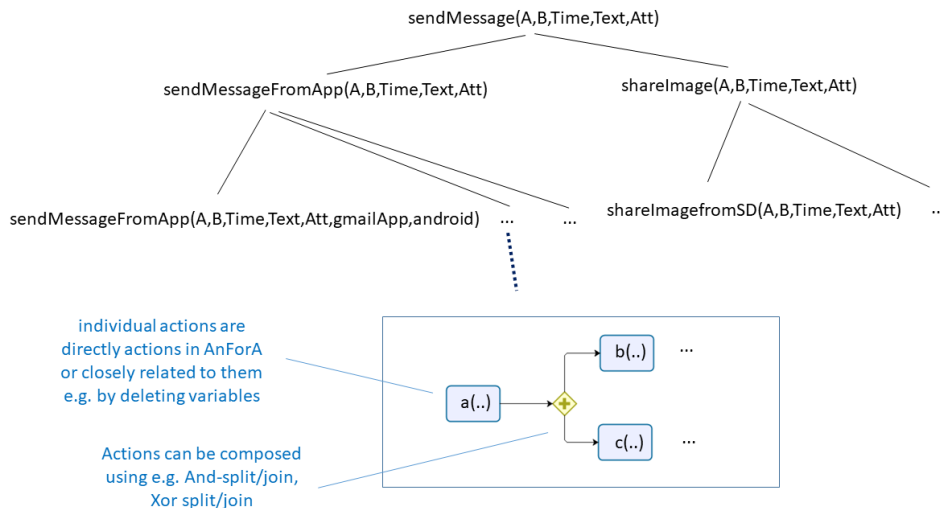 sendMessage(A,B,Time,Text,Att)
sendMessageFromApp(A,B,Time,Text,Att)
shareImage(A,B,Time,Text,Att)
sendMessageFromApp(A,B,Time,Text,Att,gmailApp,android)
...
...
shareImagefromSD(A,B,Time,Text,Att)
..
individual actions are
directly actions in AnForA
or closely related to them
e.g. by deleting variables
b(..)
...
a(..)
c(..)
...
Actions can be composed
using e.g. And-split/join,
Xor split/join